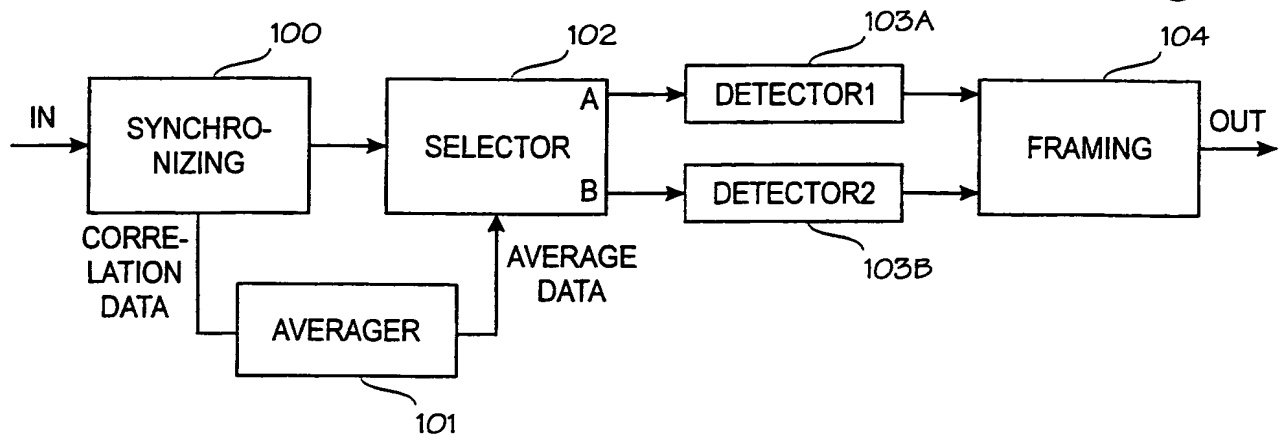 100
102
103A
104
IN
SYNCHRO-
NIZING
SELECTOR
A
B
DETECTOR1
DETECTOR2
FRAMING
OUT
CORRE-
LATION
DATA
AVERAGE
DATA
103B
AVERAGER
101